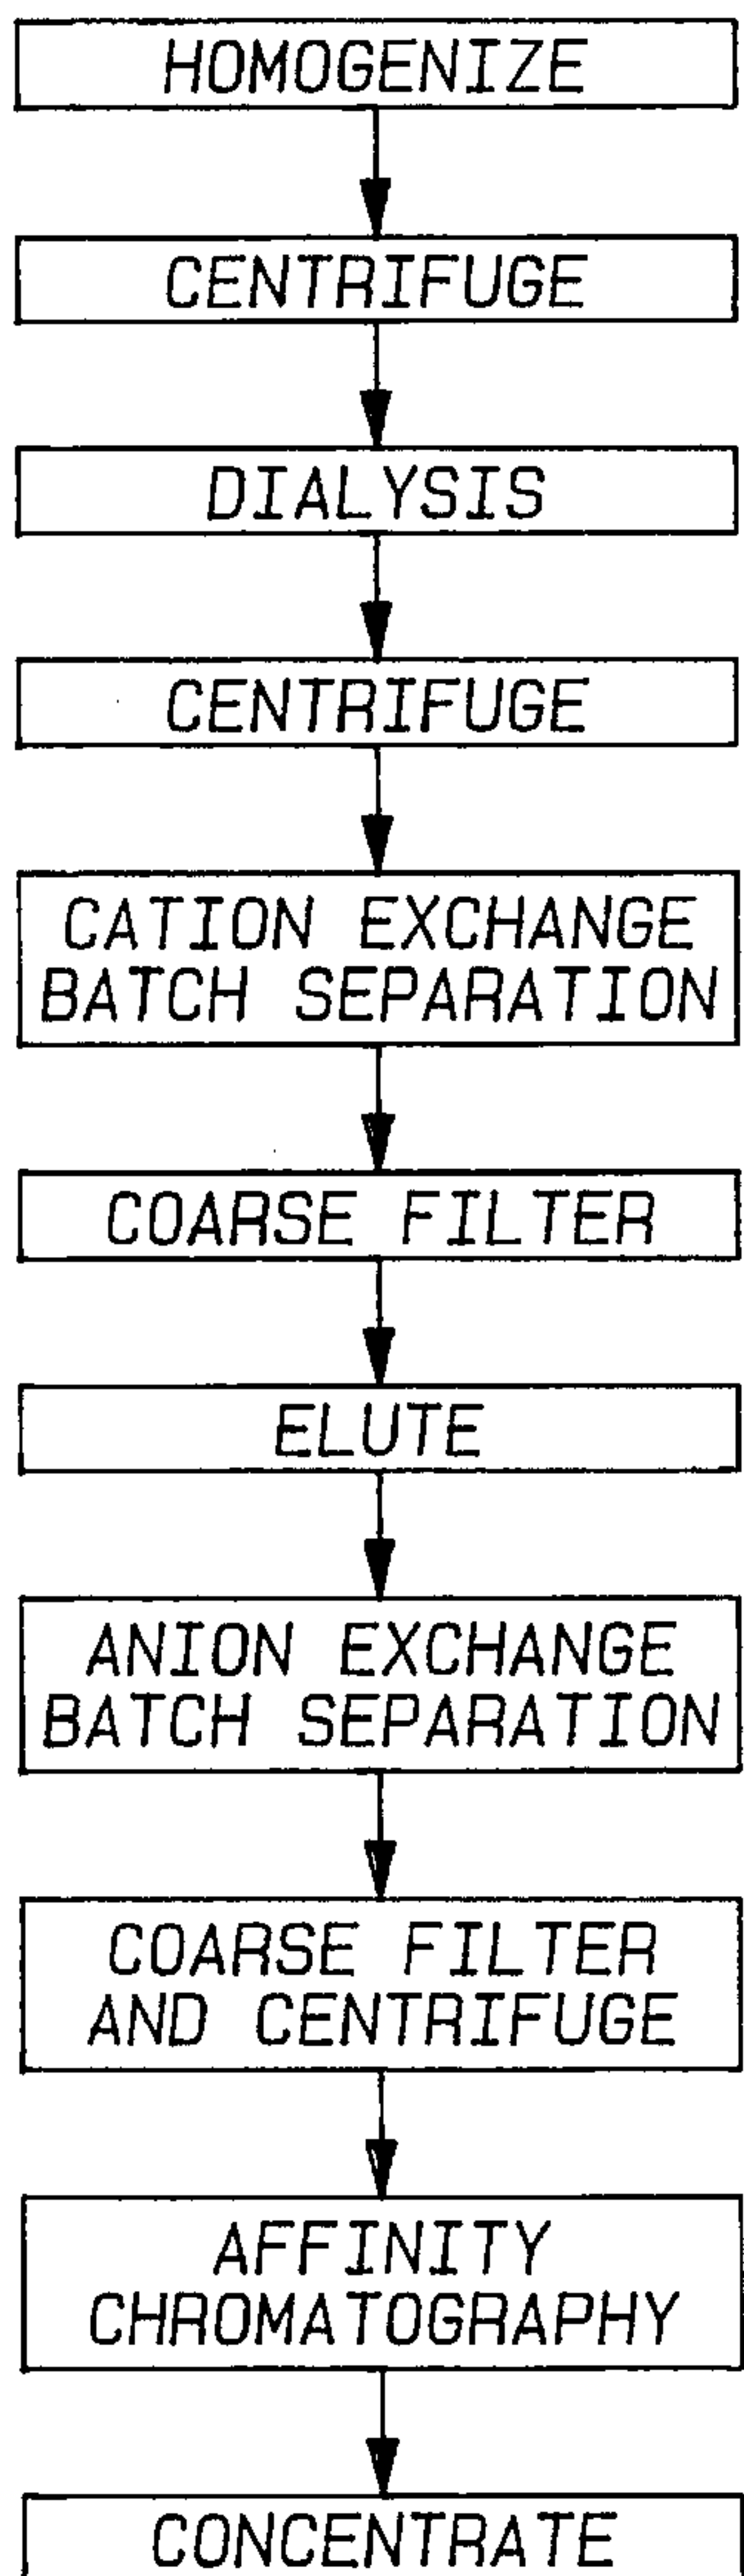 HOMOGENIZE
CENTRIFUGE
DIALYSIS
CENTRIFUGE
CATION EXCHANGE
BATCH SEPARATION
COARSE FILTER
ELUTE
ANION EXCHANGE
BATCH SEPARATION
COARSE FILTER
AND CENTRIFUGE
AFFINITY
CHROMATOGRAPHY
CONCENTRATE